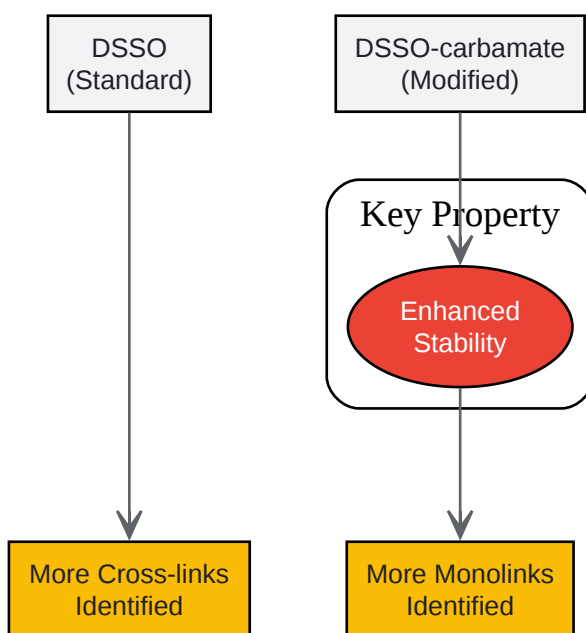 DSSO
(Standard)
DSSO-carbamate
(Modified)
Key Property
Enhanced
Stability
More Cross-links
Identified
More Monolinks
Identified